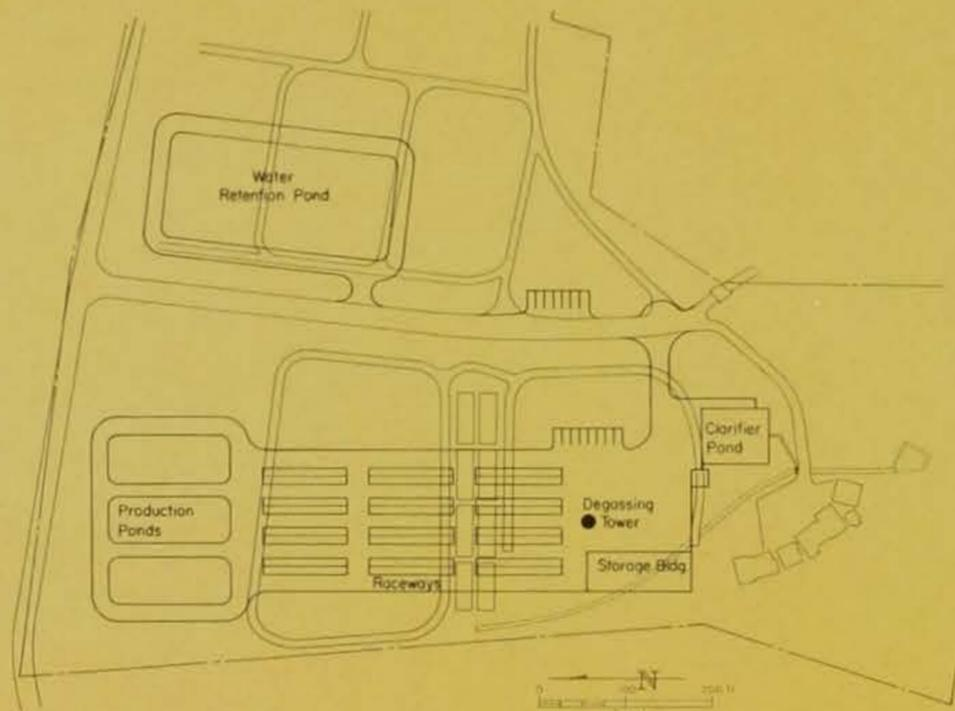 Water
Retention Pond
Clarifier
Pond
Production
Ponds
Degassing
Tower
Storage Bldg.
Raceways
N
0 100 200 ft